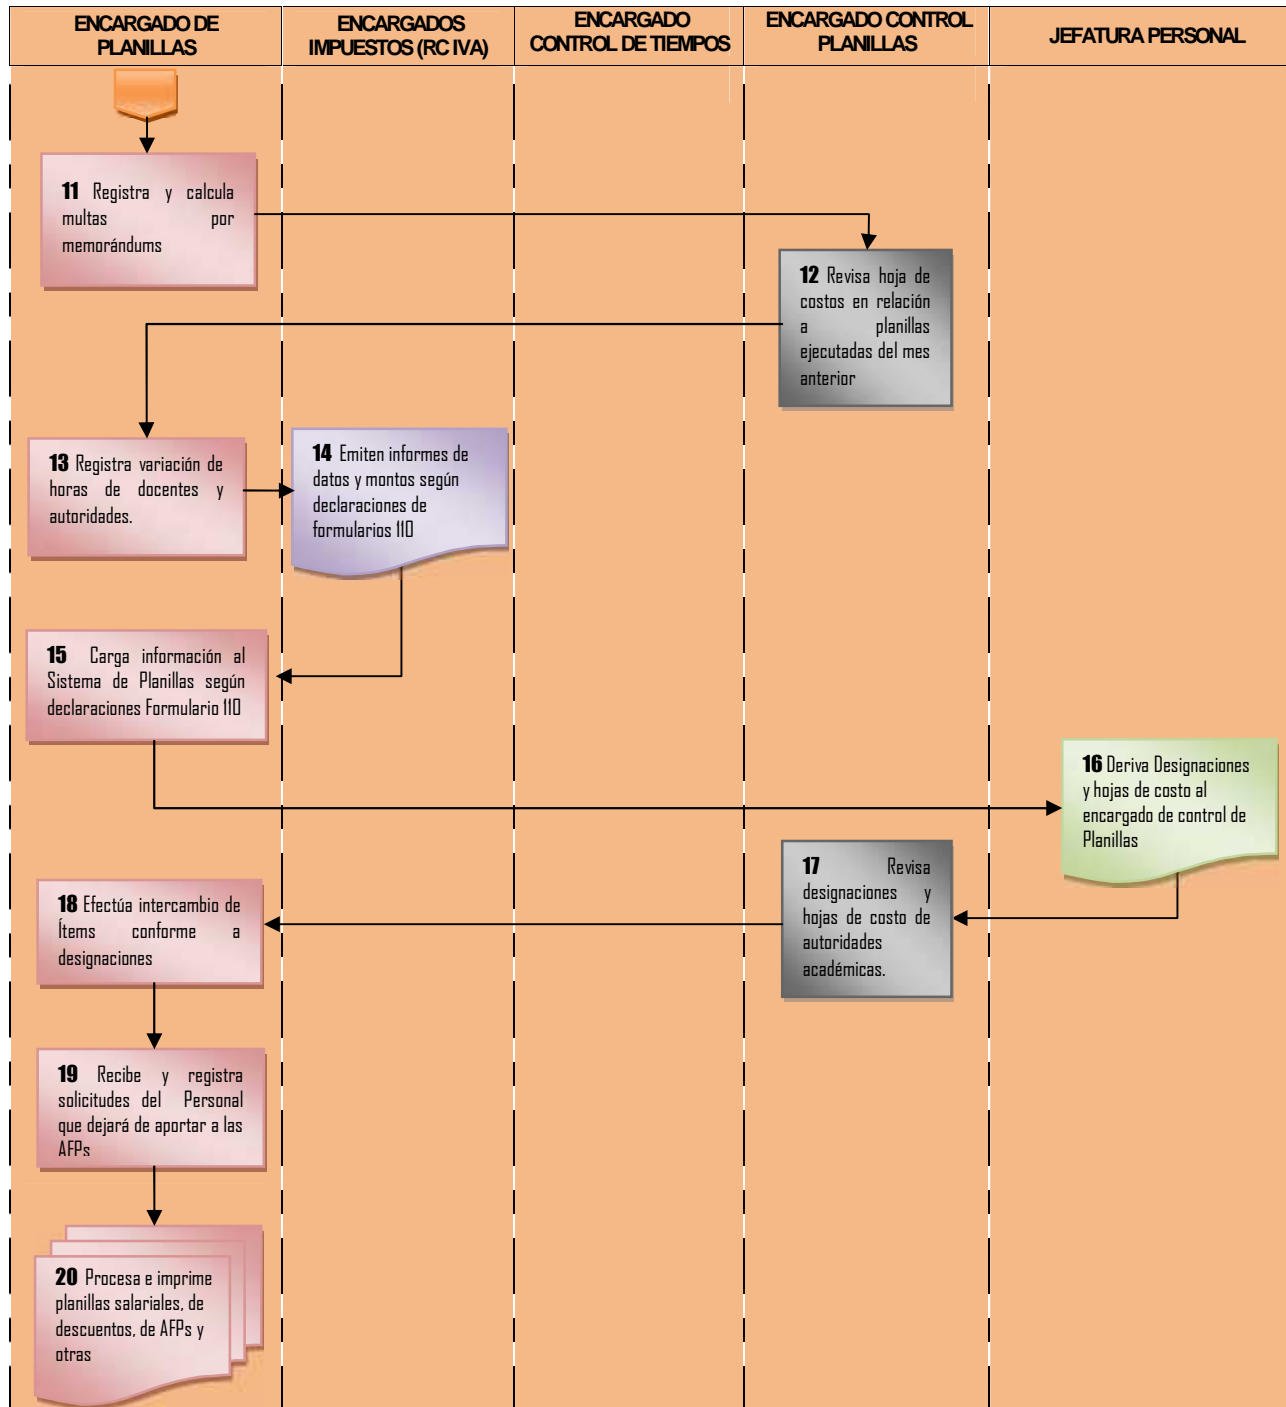 ENCARGADO DE
PLANILLAS
ENCARGADOS
IMPUESTOS (RC IVA)
ENCARGADO
CONTROL DE TIEMPOS
ENCARGADO CONTROL
PLANILLAS
JEFATURA PERSONAL
11 Registra y calcula
multas por
memorándums
12 Revisa hoja de
costos en relación
a planillas
ejecutadas del mes
anterior
13 Registra variación de
horas de docentes y
autoridades.
14 Emiten informes de
datos y montos según
declaraciones de
formularios 110
15 Carga información al
Sistema de Planillas según
declaraciones Formulario 110
16 Deriva Designaciones
y hojas de costo al
encargado de control de
Planillas
17 Revisa
designaciones y
hojas de costo de
autoridades
académicas.
18 Efectúa intercambio de
Ítems conforme a
designaciones
19 Recibe y registra
solicitudes del Personal
que dejará de aportar a las
AFPs
20 Procesa e imprime
planillas salariales, de
descuentos, de AFPs y
otras